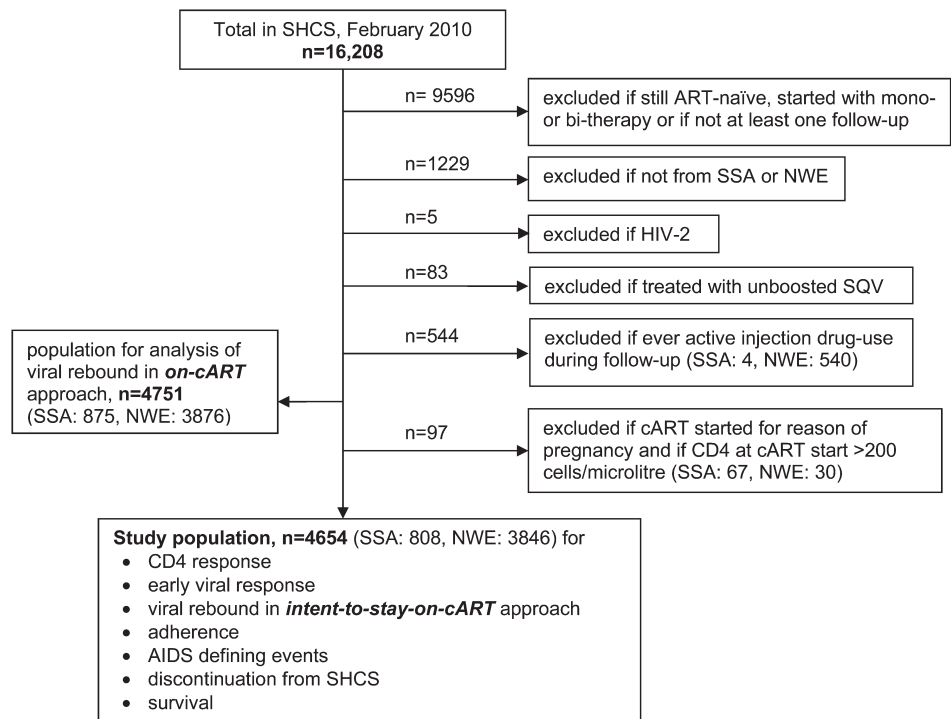 Total in SHCS, February 2010
n=16,208
n= 9596
excluded if still ART-naïve, started with mono-
or bi-therapy or if not at least one follow-up
n=1229
excluded if not from SSA or NWE
n=5
excluded if HIV-2
n=83
excluded if treated with unboosted SQV
n=544
excluded if ever active injection drug-use
during follow-up (SSA: 4, NWE: 540)
population for analysis of
viral rebound in on-cART
approach, n=4751
(SSA: 875, NWE: 3876)
n=97
excluded if cART started for reason of
pregnancy and if CD4 at cART start >200
cells/microlitre (SSA: 67, NWE: 30)
Study population, n=4654 (SSA: 808, NWE: 3846) for
• CD4 response
• early viral response
• viral rebound in intent-to-stay-on-cART approach
• adherence
• AIDS defining events
• discontinuation from SHCS
• survival